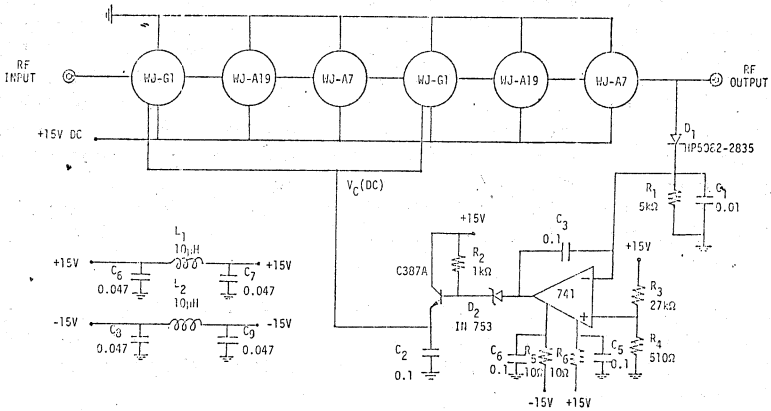 RF
INPUT
WJ-G1
WJ-A19
WJ-A7
WJ-G1
WJ-A19
WJ-A7
RF
OUTPUT
+15V DC
V_C(DC)
D1
HP5082-2835
R1
5kΩ
C1
0.01
L1
10μH
+15V
C6
0.047
C7
0.047
+15V
L2
10μH
-15V
C8
0.047
C9
0.047
-15V
+15V
C387A
R2
1kΩ
D2
IN 753
C2
0.1
C3
0.1
741
-
+
+15V
R3
27kΩ
R4
510Ω
C6
0.1
R5
10Ω
R6
10Ω
C5
0.1
-15V +15V